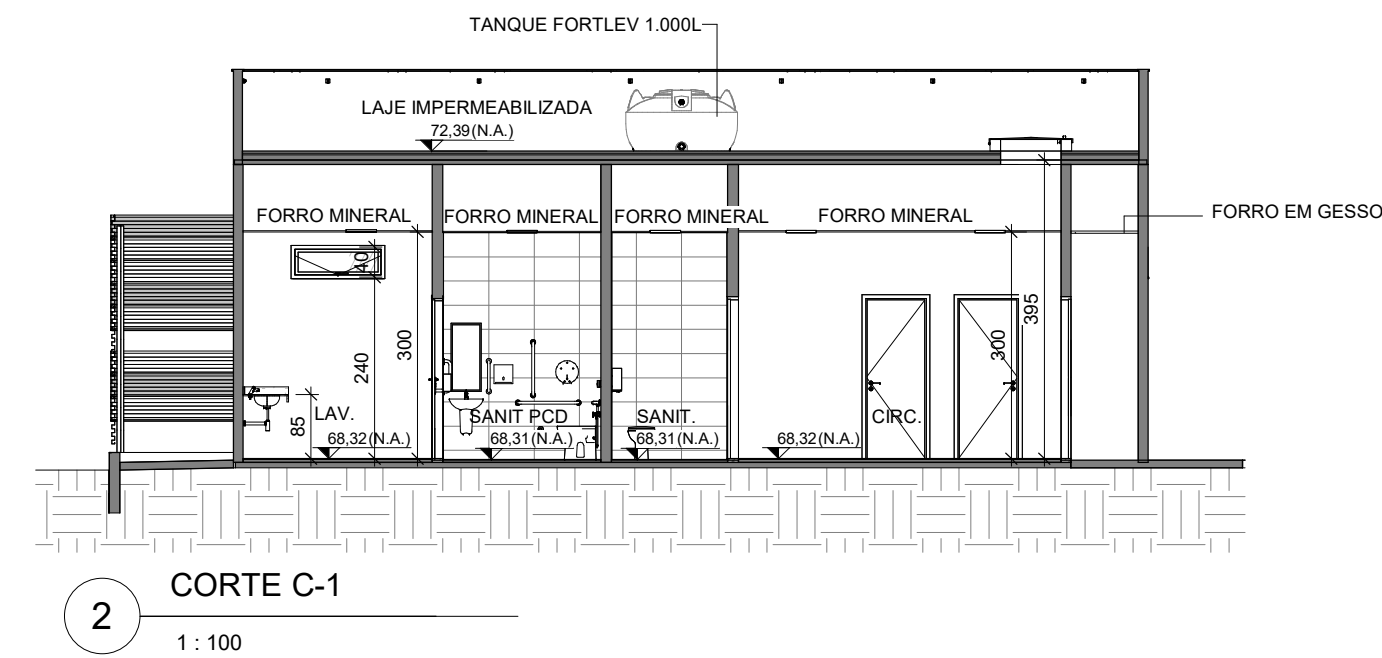 TANQUE FORTLEV 1.000L
LAJE IMPERMEABILIZADA
72,39(N.A.)
FORRO MINERAL
FORRO MINERAL
FORRO MINERAL
FORRO MINERAL
FORRO EM GESSO
40
240
300
300
395
85
LAV.
SANIT PCD
SANIT.
CIRC.
68,32(N.A.)
68,31(N.A.)
68,31(N.A.)
68,32(N.A.)
2
CORTE C-1
1 : 100